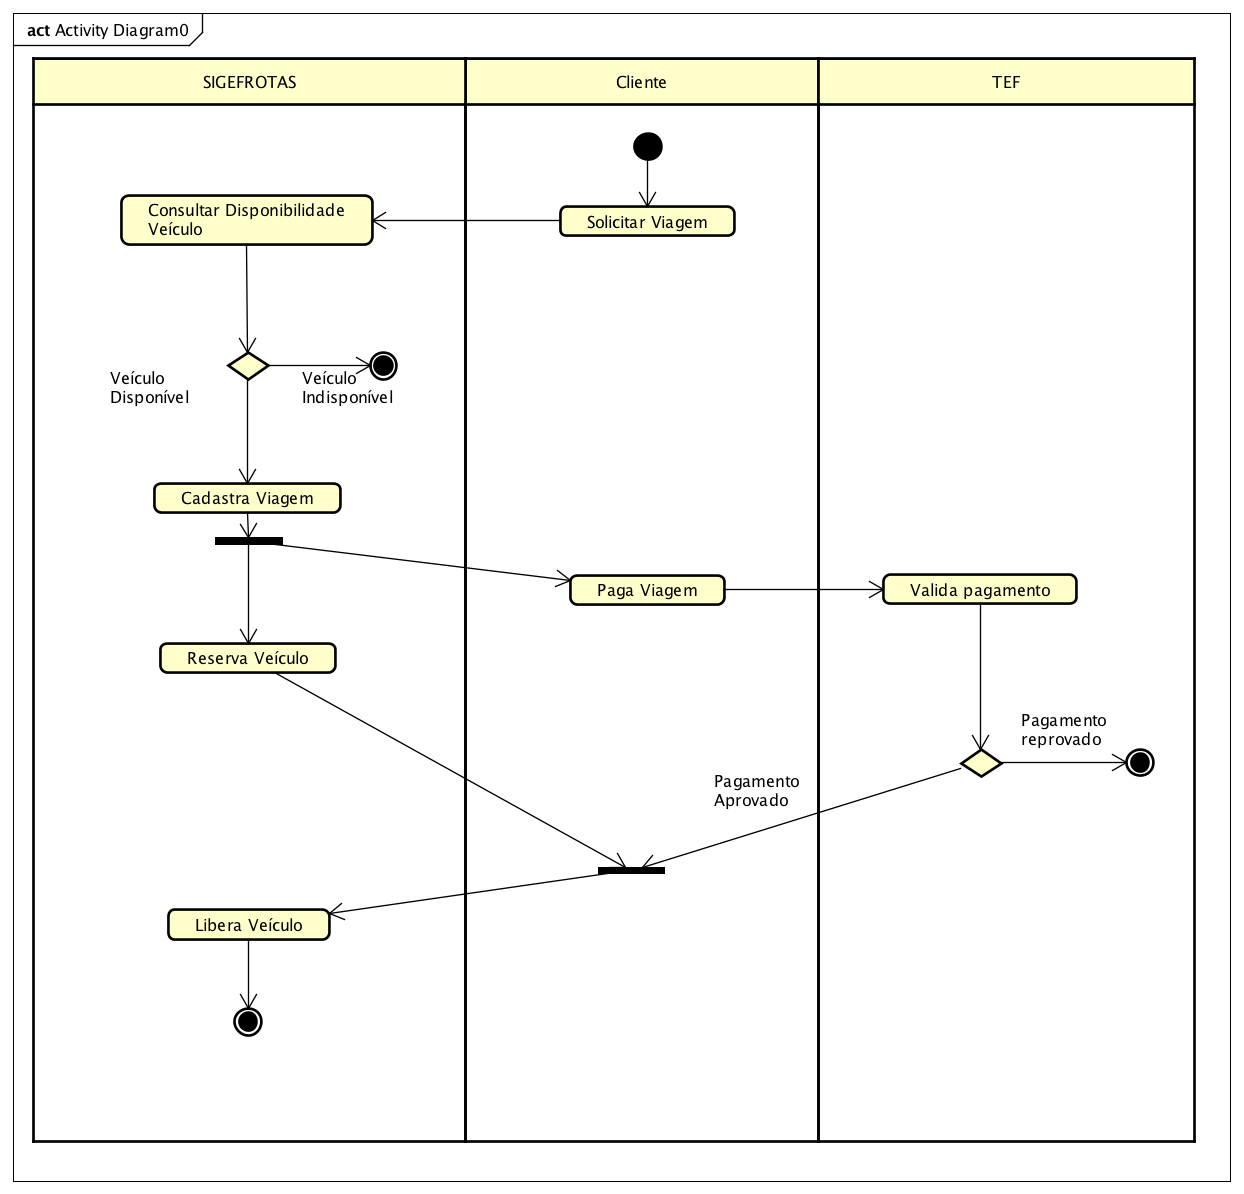 act Activity Diagram0
SIGEFROTAS
Cliente
TEF
Consultar Disponibilidade
Veículo
Solicitar Viagem
Veículo
Disponível
Veículo
Indisponível
Cadastra Viagem
Paga Viagem
Valida pagamento
Reserva Veículo
Pagamento
reprovado
Pagamento
Aprovado
Libera Veículo